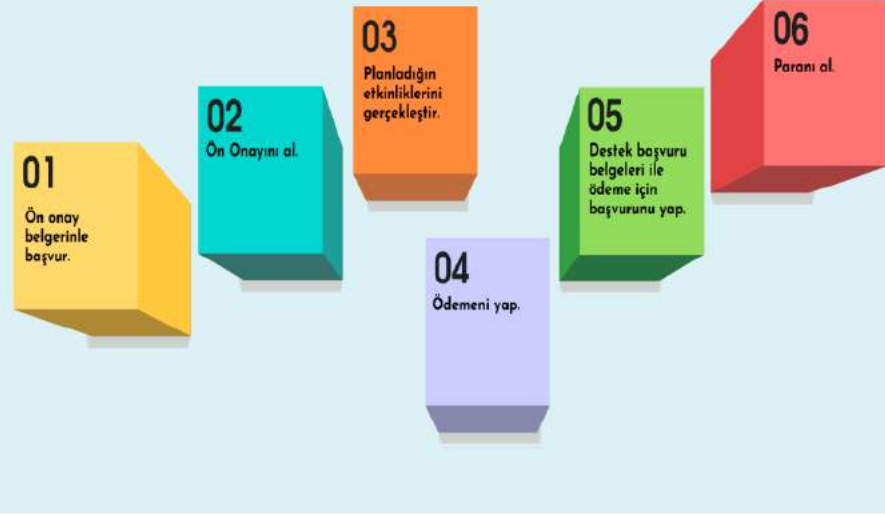 01
Ön onay
belgerinle
başvur.
02
Ön Onayını al.
03
Planladığın
etkinliklerini
gerçekleştir.
04
Ödemeni yap.
05
Destek başvuru
belgeleri ile
ödeme için
başvurunu yap.
06
Paranı al.